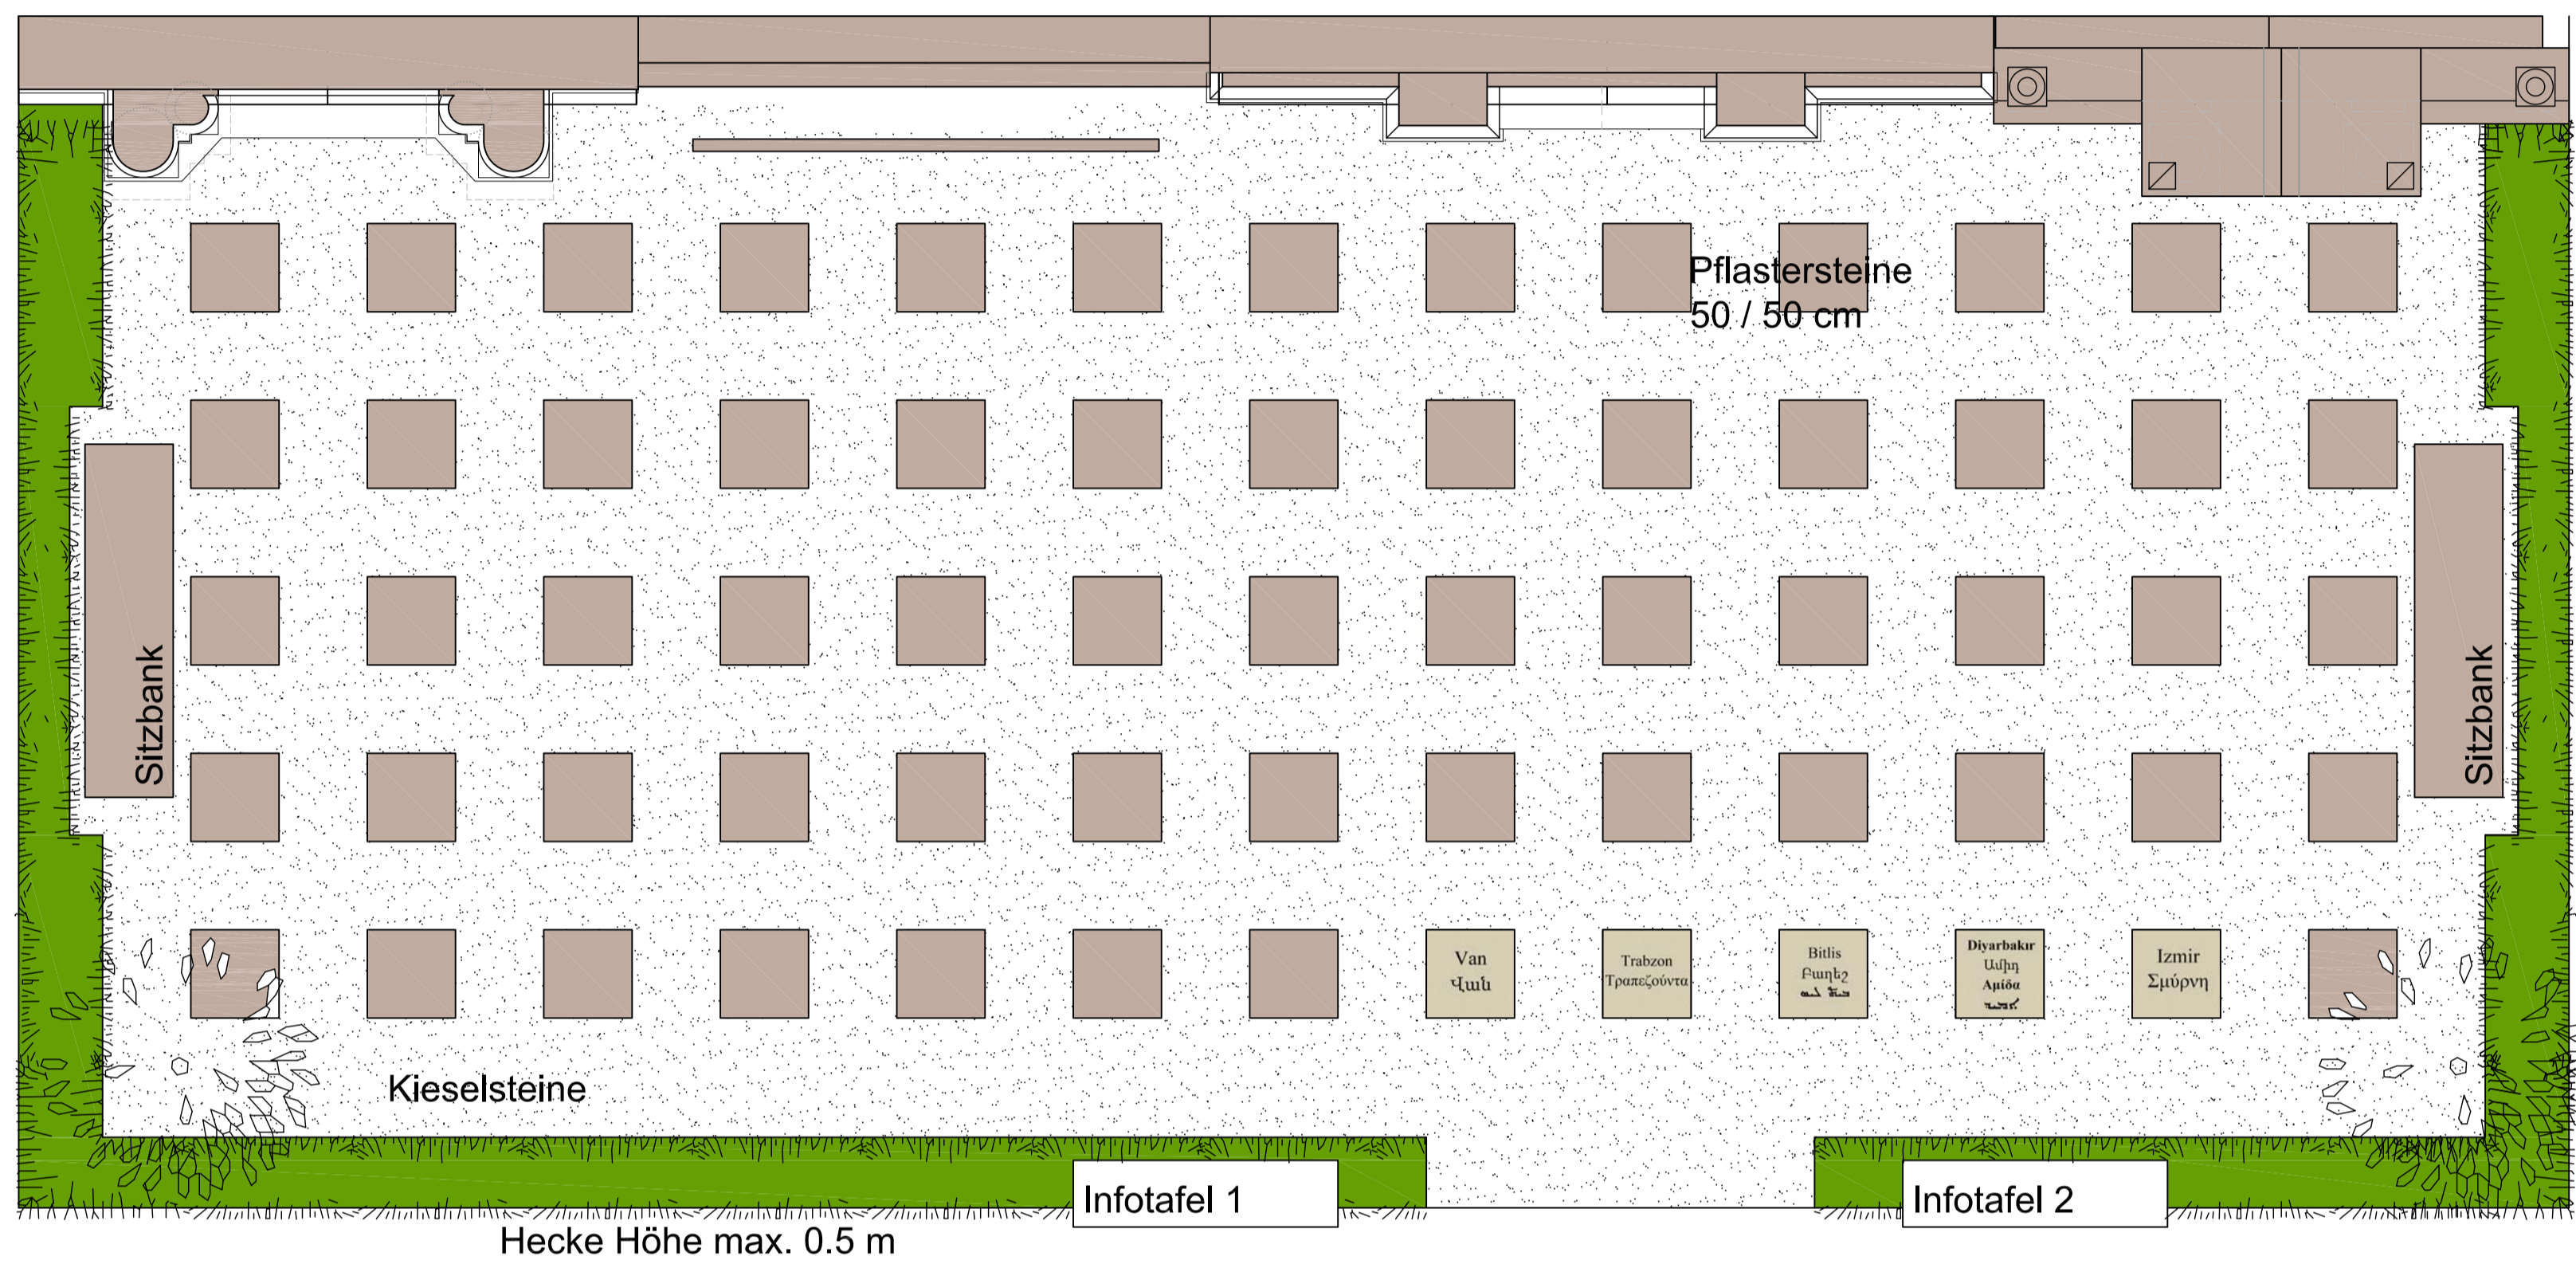 Pflastersteine
50 / 50 cm
Sitzbank
Sitzbank
Van
Վան
Trabzon
Τραπεζούντα
Bitlis
Բաղեշ
Diyarbakır
Ամիդ
Αμίδα
Izmir
Σμύρνη
Kieselsteine
Infotafel 1
Infotafel 2
Hecke Höhe max. 0.5 m